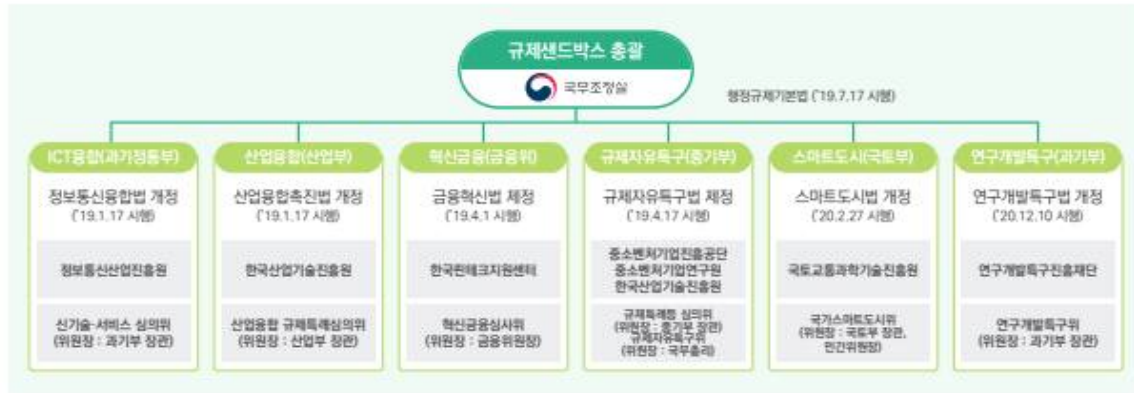 규제샌드박스 총괄
국무조정실
행정규제기본법 ('19.7.17 시행)
ICT융합(과기정통부)
정보통신융합법 개정
('19.1.17 시행)
정보통신산업진흥원
신기술·서비스 심의위
(위원장 : 과기부 장관)
산업융합(산업부)
산업융합촉진법 개정
('19.1.17 시행)
한국산업기술진흥원
산업융합 규제특례심의위
(위원장 : 산업부 장관)
혁신금융(금융위)
금융혁신법 제정
('19.4.1 시행)
한국핀테크지원센터
혁신금융심사위
(위원장 : 금융위원장)
규제자유특구(중기부)
규제자유특구법 제정
('19.4.17 시행)
중소벤처기업진흥공단
중소벤처기업연구원
한국산업기술진흥원
규제특례등 심의위
(위원장 : 중기부 장관)
규제자유특구위
(위원장 : 국무총리)
스마트도시(국토부)
스마트도시법 개정
('20.2.27 시행)
국토교통과학기술진흥원
국가스마트도시위
(위원장 : 국토부 장관,
민간위원장)
연구개발특구(과기부)
연구개발특구법 개정
('20.12.10 시행)
연구개발특구진흥재단
연구개발특구위
(위원장 : 과기부 장관)